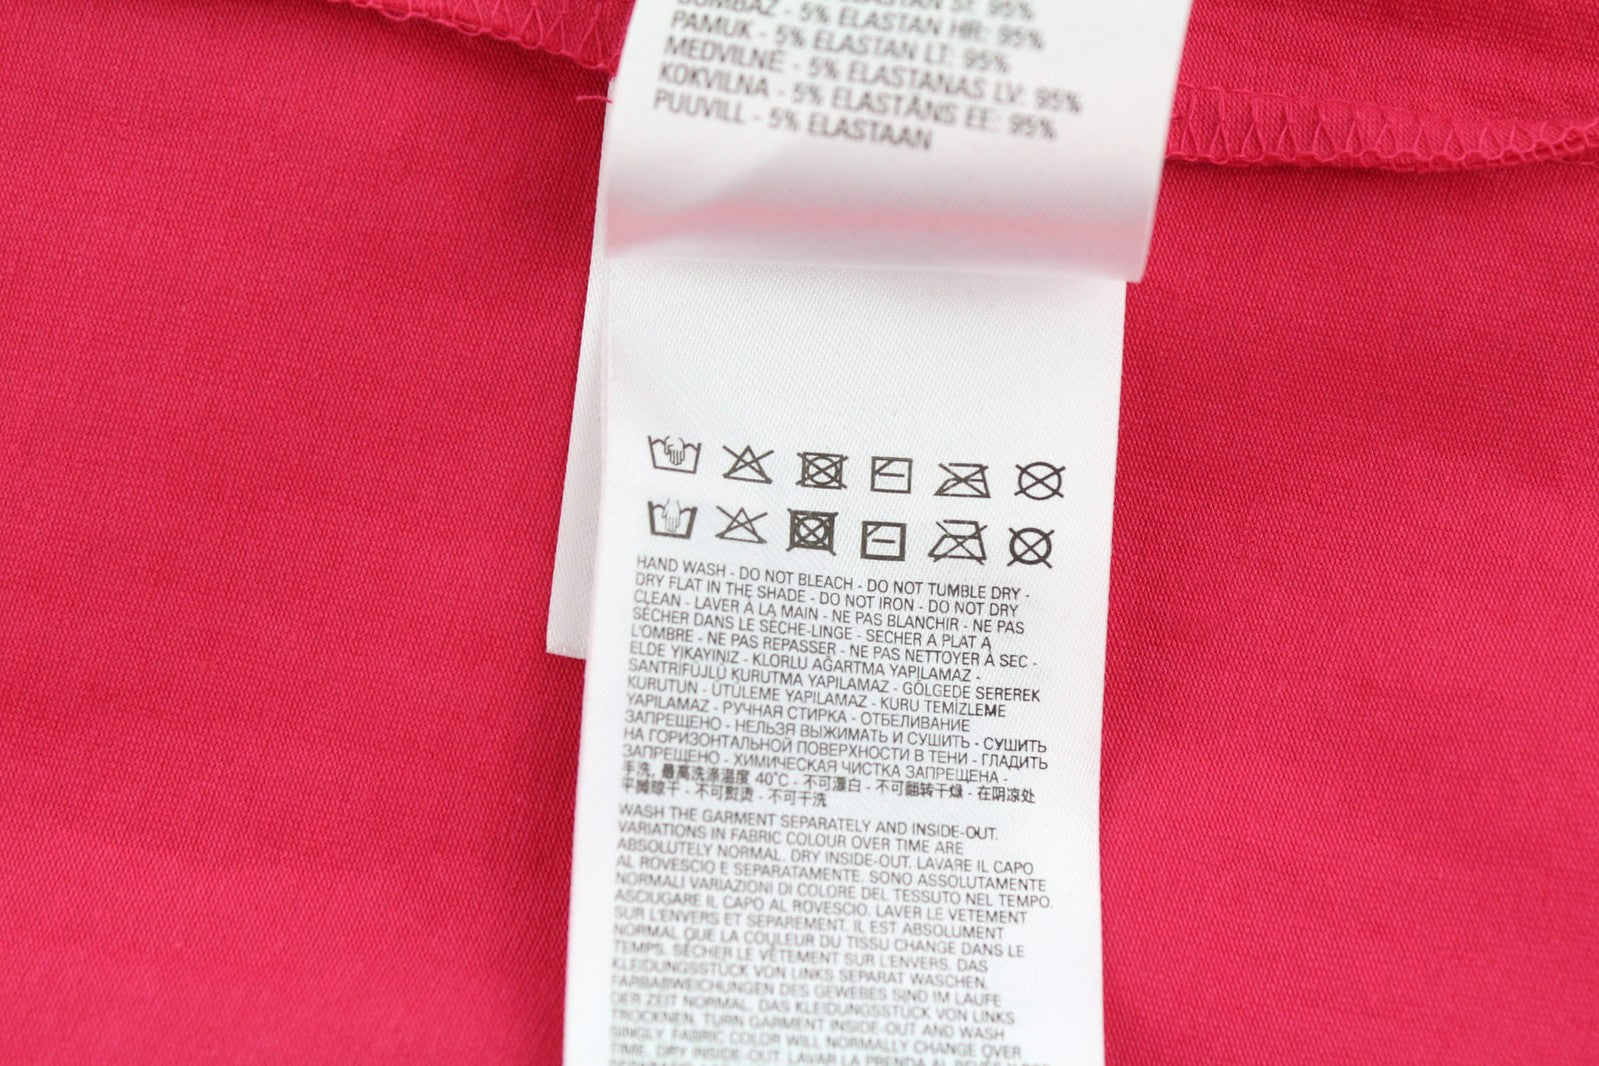 ELASTAN SI: 95%
BOMBAŽ - 5% ELASTAN HR: 95%
PAMUK - 5% ELASTAN LT: 95%
MEDVILNĖ - 5% ELASTANAS LV: 95%
KOKVILNA - 5% ELASTĀNS EE: 95%
PUUVILL - 5% ELASTAAN
HAND WASH - DO NOT BLEACH - DO NOT TUMBLE DRY -
DRY FLAT IN THE SHADE - DO NOT IRON - DO NOT DRY
CLEAN - LAVER À LA MAIN - NE PAS BLANCHIR - NE PAS
SÉCHER DANS LE SÈCHE-LINGE - SECHER A PLAT A
L'OMBRE - NE PAS REPASSER - NE PAS NETTOYER À SEC -
ELDE YIKAYINIZ - KLORLU AĞARTMA YAPILAMAZ -
SANTRİFÜJLÜ KURUTMA YAPILAMAZ - GÖLGEDE SEREREK
KURUTUN - ÜTÜLEME YAPILAMAZ - KURU TEMİZLEME
YAPILAMAZ - РУЧНАЯ СТИРКА - ОТБЕЛИВАНИЕ
ЗАПРЕЩЕНО - НЕЛЬЗЯ ВЫЖИМАТЬ И СУШИТЬ - СУШИТЬ
НА ГОРИЗОНТАЛЬНОЙ ПОВЕРХНОСТИ В ТЕНИ - ГЛАДИТЬ
ЗАПРЕЩЕНО - ХИМИЧЕСКАЯ ЧИСТКА ЗАПРЕЩЕНА -
手洗, 最高洗涤温度 40°C - 不可漂白 - 不可翻转干燥 - 在阴凉处
平摊晾干 - 不可熨烫 - 不可干洗
WASH THE GARMENT SEPARATELY AND INSIDE-OUT.
VARIATIONS IN FABRIC COLOUR OVER TIME ARE
ABSOLUTELY NORMAL. DRY INSIDE-OUT. LAVARE IL CAPO
AL ROVESCIO E SEPARATAMENTE. SONO ASSOLUTAMENTE
NORMALI VARIAZIONI DI COLORE DEL TESSUTO NEL TEMPO.
ASCIUGARE IL CAPO AL ROVESCIO. LAVER LE VETEMENT
SUR L'ENVERS ET SEPAREMENT. IL EST ABSOLUMENT
NORMAL QUE LA COULEUR DU TISSU CHANGE DANS LE
TEMPS. SÉCHER LE VÊTEMENT SUR L'ENVERS. DAS
KLEIDUNGSSTÜCK VON LINKS SEPARAT WASCHEN.
FARBABWEICHUNGEN DES GEWEBES SIND IM LAUFE
DER ZEIT NORMAL. DAS KLEIDUNGSSTÜCK VON LINKS
TROCKNEN. TURN GARMENT INSIDE-OUT AND WASH
SINGLY. FABRIC COLOR WILL NORMALLY CHANGE OVER
TIME. DRY INSIDE-OUT. LAVAR LA PRENDA AL REVÉS